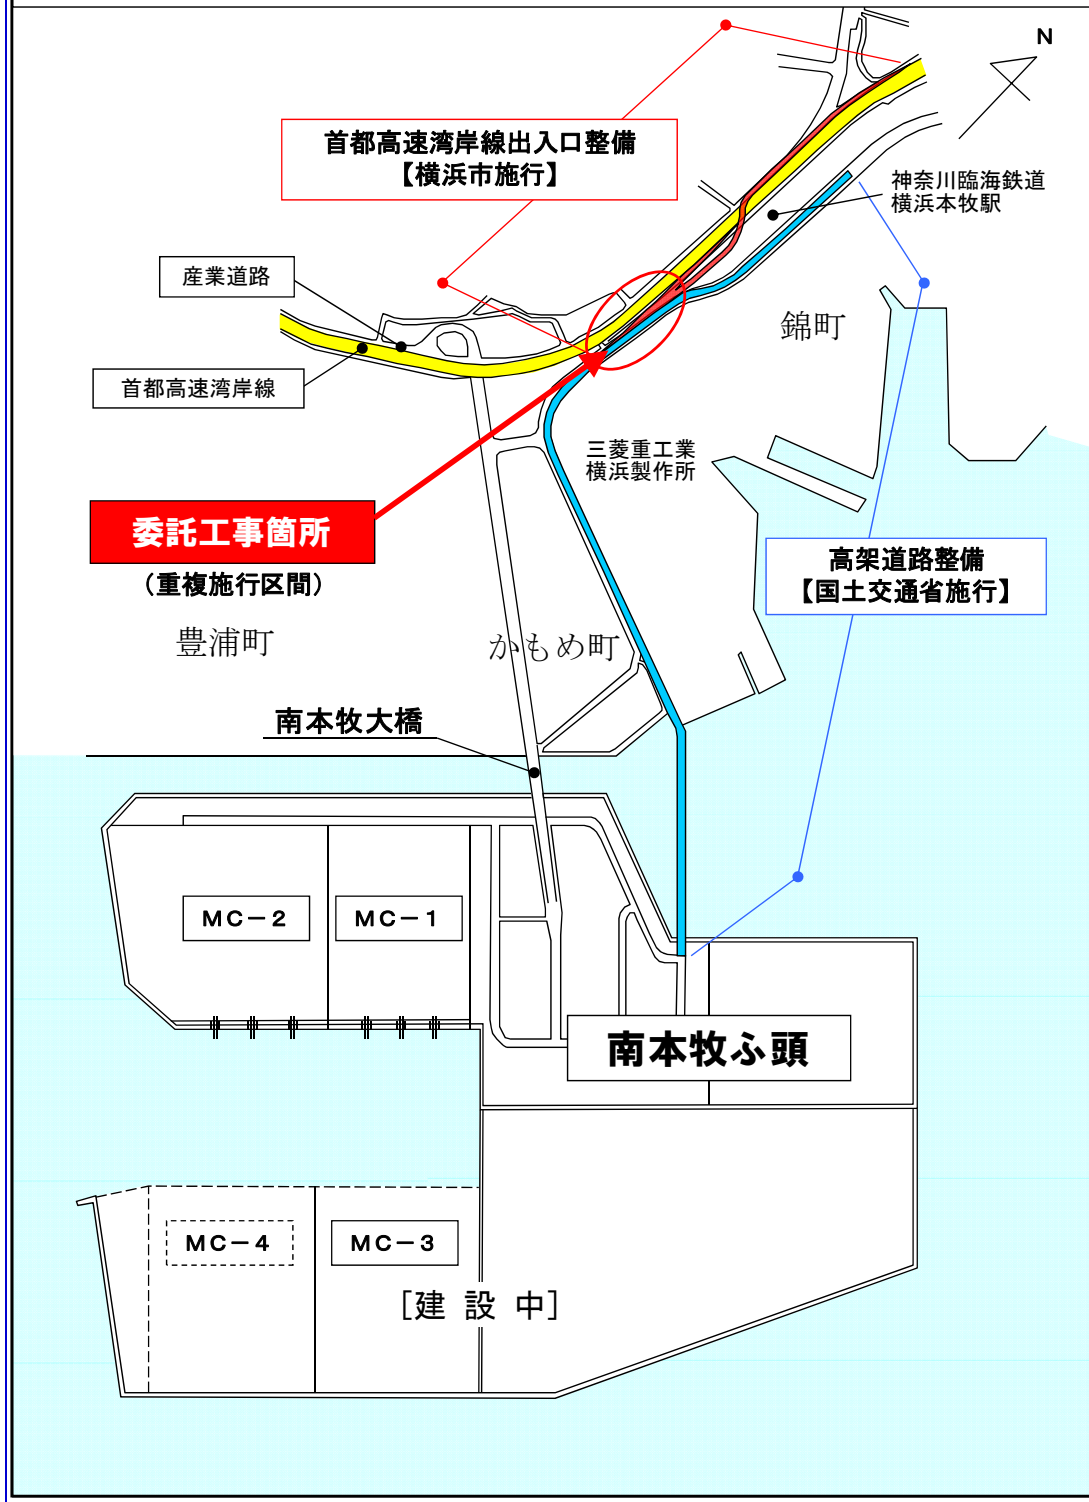 N
首都高速湾岸線出入口整備
【横浜市施行】
神奈川臨海鉄道
横浜本牧駅
産業道路
錦町
首都高速湾岸線
三菱重工業
横浜製作所
委託工事箇所
（重複施行区間）
高架道路整備
【国土交通省施行】
豊浦町
かもめ町
南本牧大橋
MC－2
MC－1
南本牧ふ頭
MC－4
MC－3
［建 設 中］